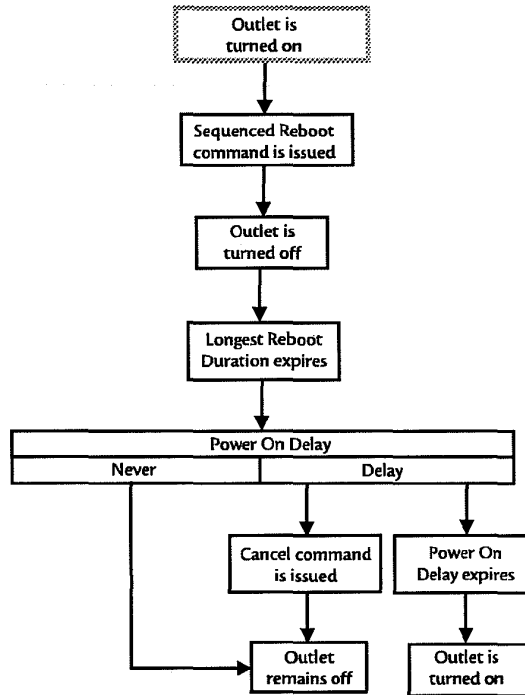 Outlet is
turned on
Sequenced Reboot
command is issued
Outlet is
turned off
Longest Reboot
Duration expires
Power On Delay
Never
Delay
Cancel command
is issued
Power On
Delay expires
Outlet
remains off
Outlet is
turned on